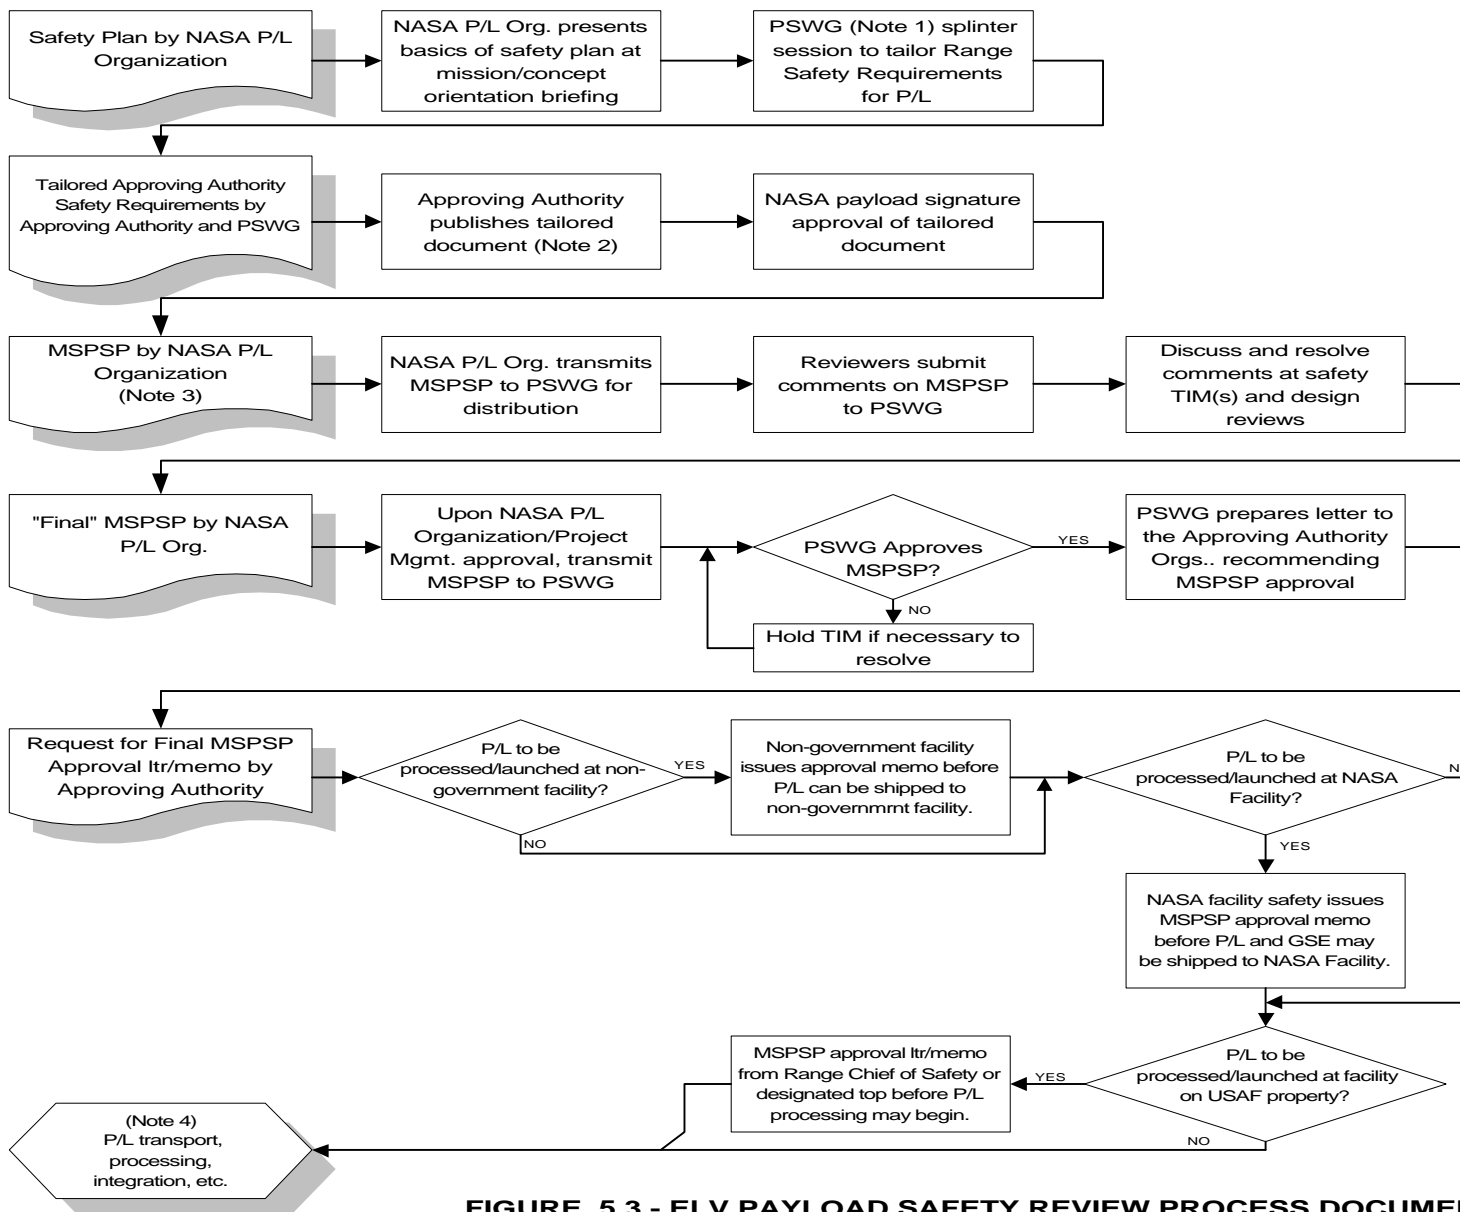 Safety Plan by NASA P/L
Organization
NASA P/L Org. presents
basics of safety plan at
mission/concept
orientation briefing
PSWG (Note 1) splinter
session to tailor Range
Safety Requirements
for P/L
Tailored Approving Authority
Safety Requirements by
Approving Authority and PSWG
Approving Authority
publishes tailored
document (Note 2)
NASA payload signature
approval of tailored
document
MSPSP by NASA P/L
Organization
(Note 3)
NASA P/L Org. transmits
MSPSP to PSWG for
distribution
Reviewers submit
comments on MSPSP
to PSWG
Discuss and resolve
comments at safety
TIM(s) and design
reviews
"Final" MSPSP by NASA
P/L Org.
Upon NASA P/L
Organization/Project
Mgmt. approval, transmit
MSPSP to PSWG
PSWG Approves
MSPSP?
YES
NO
Hold TIM if necessary to
resolve
PSWG prepares letter to
the Approving Authority
Orgs.. recommending
MSPSP approval
Request for Final MSPSP
Approval ltr/memo by
Approving Authority
P/L to be
processed/launched at non-
government facility?
YES
NO
Non-government facility
issues approval memo before
P/L can be shipped to
non-governmrnt facility.
P/L to be
processed/launched at NASA
Facility?
YES
NASA facility safety issues
MSPSP approval memo
before P/L and GSE may
be shipped to NASA Facility.
P/L to be
processed/launched at facility
on USAF property?
YES
NO
MSPSP approval ltr/memo
from Range Chief of Safety or
designated top before P/L
processing may begin.
(Note 4)
P/L transport,
processing,
integration, etc.
FIGURE 5.3 - ELV PAYLOAD SAFETY REVIEW PROCESS DOCUME